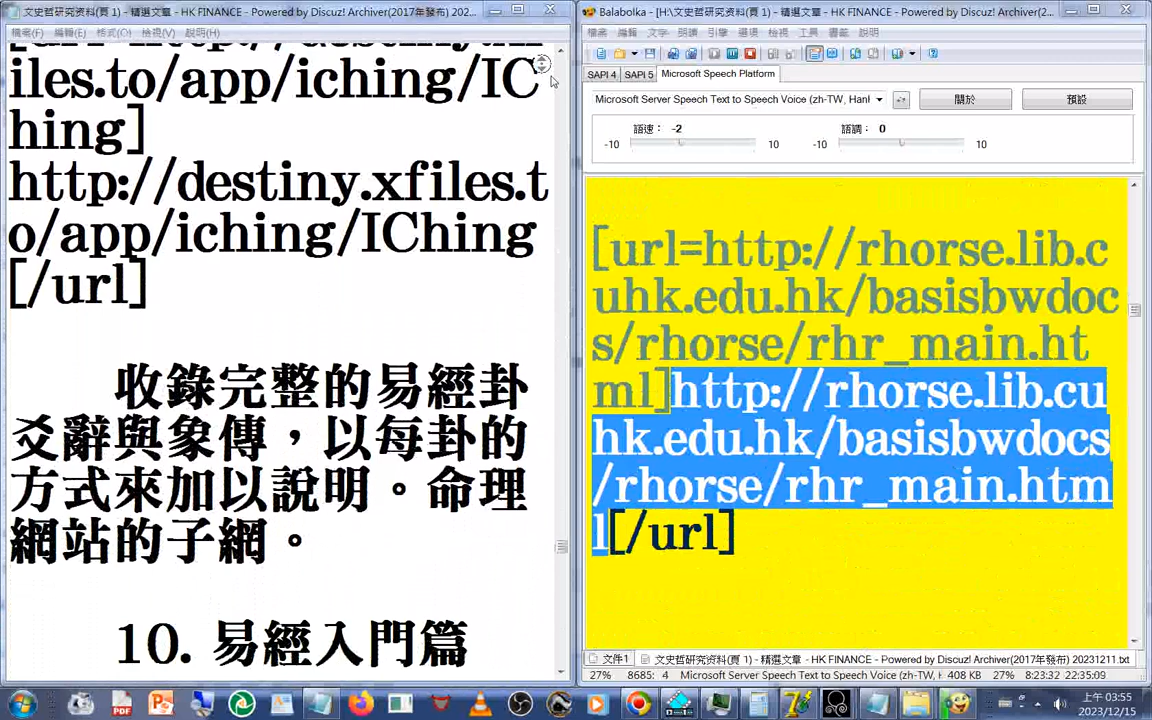 文史哲研究资料(頁 1) - 精選文章 - HK FINANCE - Powered by Discuz! Archiver(2017年發布) 202...
檔案(F) 編輯(E) 格式(O) 檢視(V) 說明(H)
iles.to/app/iching/IC
hing]
http://destiny.xfiles.t
o/app/iching/IChing
[/url]
收錄完整的易經卦
爻辭與象傳，以每卦的
方式來加以說明。命理
網站的子網。
10. 易經入門篇
Balabolka - [H:\文史哲研究资料(頁 1) - 精選文章 - HK FINANCE - Powered by Discuz! Archiver(2...
檔案 編輯 文字 朗讀 引擎 選項 檢視 工具 書籤 說明
SAPI 4 SAPI 5 Microsoft Speech Platform
Microsoft Server Speech Text to Speech Voice (zh-TW, Hanl
關於
預設
語速： -2
語調： 0
-10 10 -10 10
[url=http://rhorse.lib.c
uhk.edu.hk/basisbwdoc
s/rhorse/rhr_main.ht
ml]http://rhorse.lib.cu
hk.edu.hk/basisbwdocs
/rhorse/rhr_main.htm
l[/url]
文件1 文史哲研究资料(頁 1) - 精選文章 - HK FINANCE - Powered by Discuz! Archiver(2017年發布) 20231211.txt
27% 8685: 4 Microsoft Server Speech Text to Speech Voice (z 408 KB 27% 8:23:32 22:35:09
上午 03:55
2023/12/15